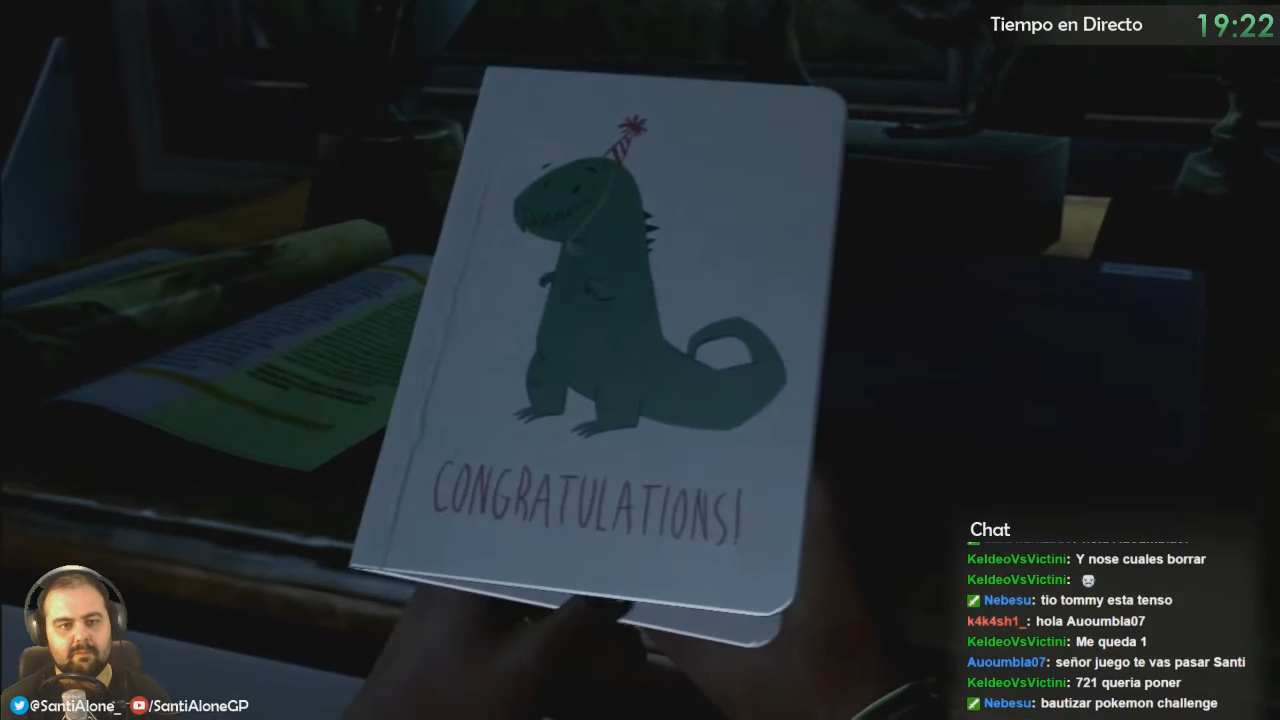 Tiempo en Directo
19:22
CONGRATULATIONS!
Chat
KeldeoVsVictini: Y nose cuales borrar
KeldeoVsVictini:
Nebesu: tio tommy esta tenso
k4k4sh1_: hola Auoumbla07
KeldeoVsVictini: Me queda 1
Auoumbla07: señor juego te vas pasar Santi
KeldeoVsVictini: 721 queria poner
Nebesu: bautizar pokemon challenge
@SantiAlone_ /SantiAloneGP